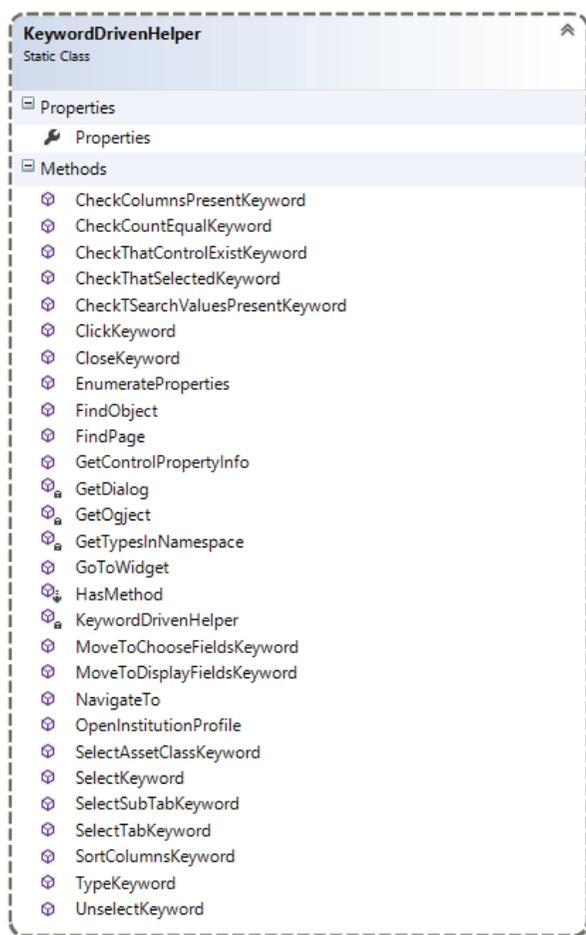 KeywordDrivenHelper
Static Class
Properties
Properties
Methods
CheckColumnsPresentKeyword
CheckCountEqualKeyword
CheckThatControlExistKeyword
CheckThatSelectedKeyword
CheckTSearchValuesPresentKeyword
ClickKeyword
CloseKeyword
EnumerateProperties
FindObject
FindPage
GetControlPropertyInfo
GetDialog
GetOgject
GetTypesInNamespace
GoToWidget
HasMethod
KeywordDrivenHelper
MoveToChooseFieldsKeyword
MoveToDisplayFieldsKeyword
NavigateTo
OpenInstitutionProfile
SelectAssetClassKeyword
SelectKeyword
SelectSubTabKeyword
SelectTabKeyword
SortColumnsKeyword
TypeKeyword
UnselectKeyword